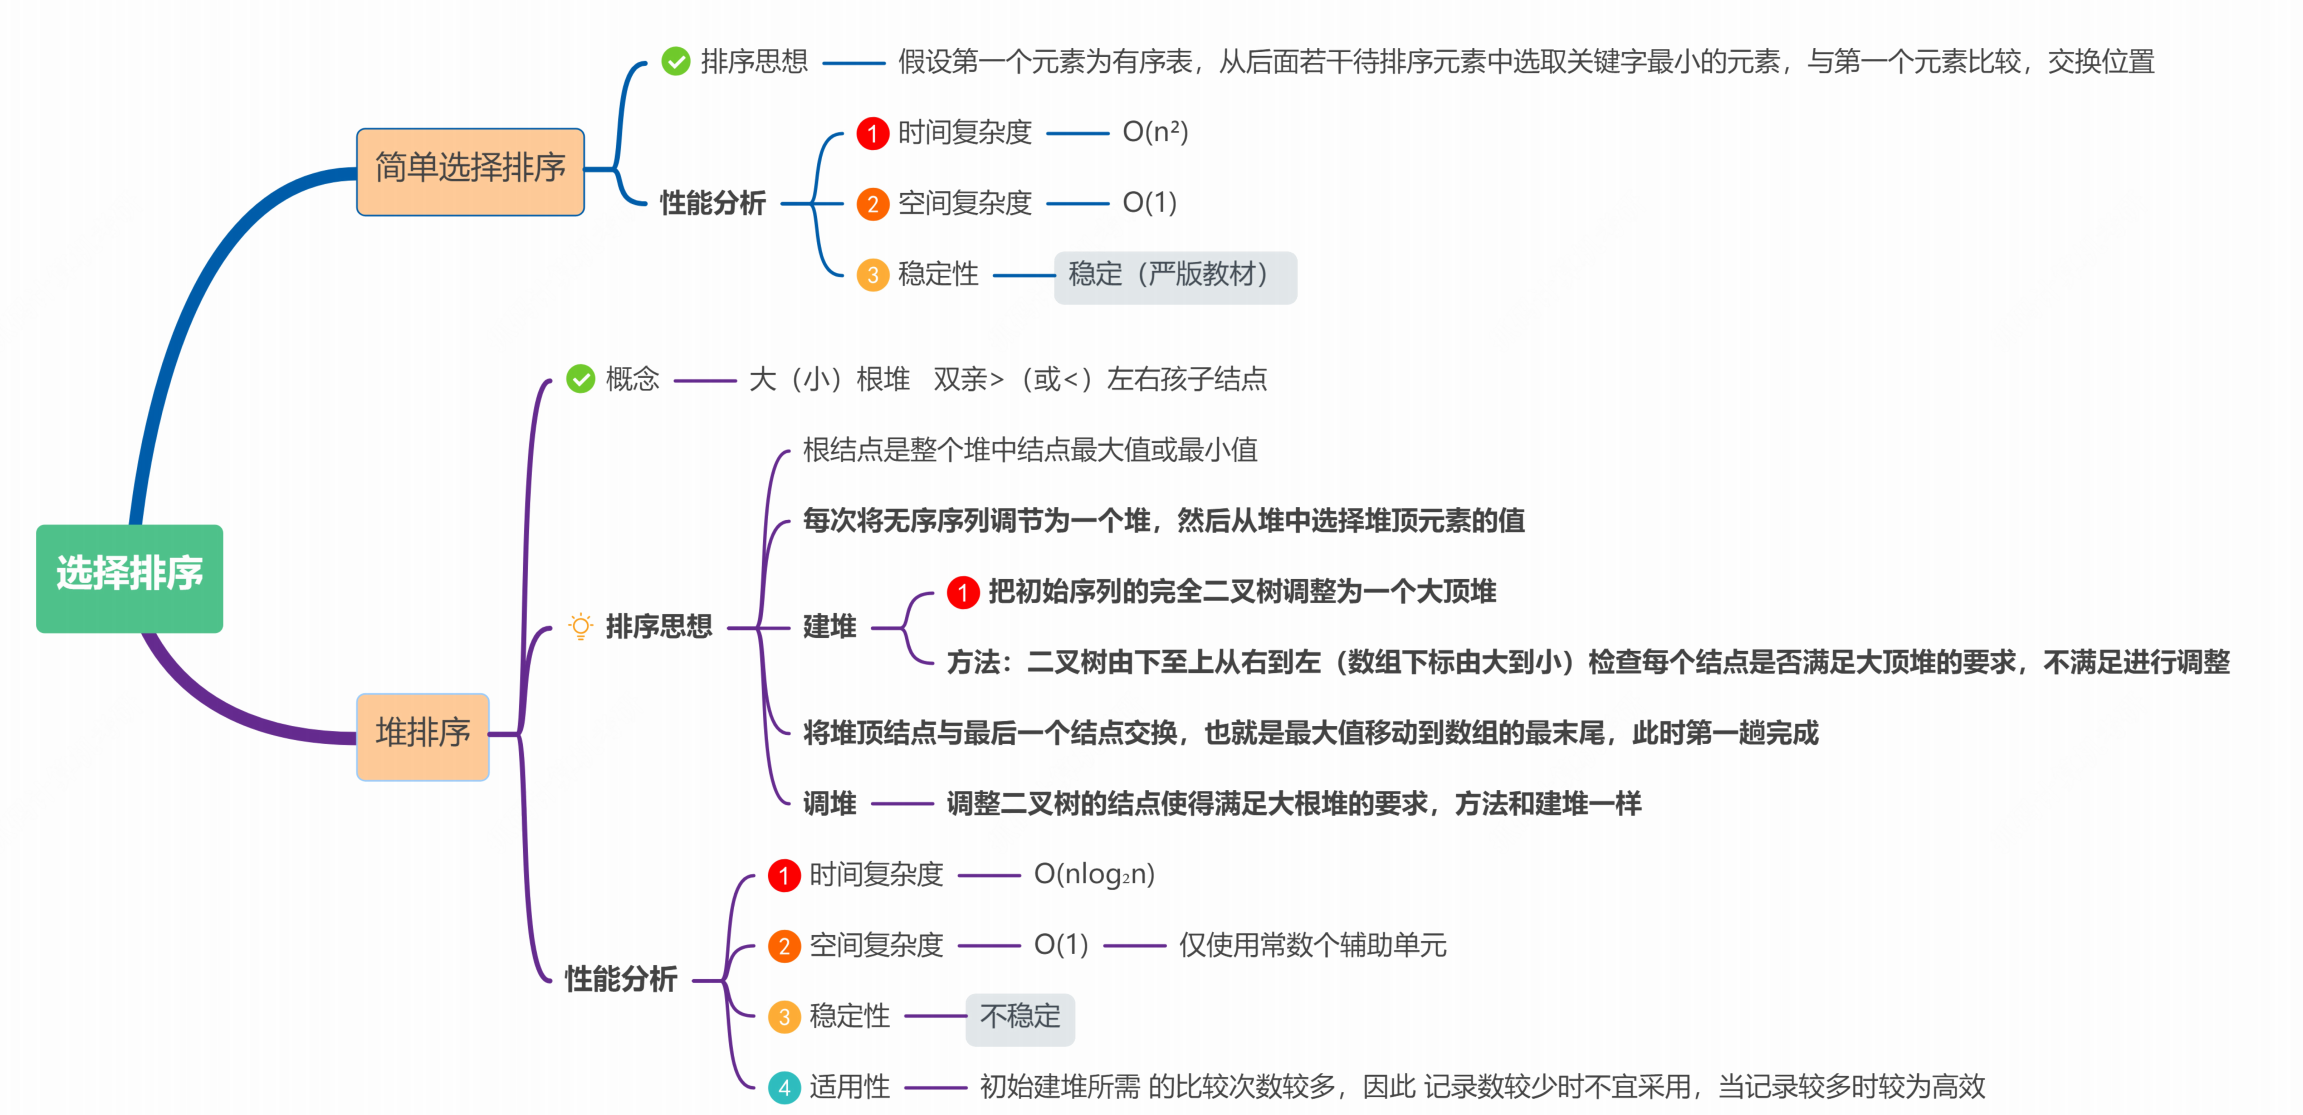 选择排序
简单选择排序
排序思想
假设第一个元素为有序表，从后面若干待排序元素中选取关键字最小的元素，与第一个元素比较，交换位置
性能分析
1 时间复杂度
O(n²)
2 空间复杂度
O(1)
3 稳定性
稳定（严版教材）
堆排序
概念
大（小）根堆 双亲>（或<）左右孩子结点
排序思想
根结点是整个堆中结点最大值或最小值
每次将无序序列调节为一个堆，然后从堆中选择堆顶元素的值
建堆
1 把初始序列的完全二叉树调整为一个大顶堆
方法：二叉树由下至上从右到左（数组下标由大到小）检查每个结点是否满足大顶堆的要求，不满足进行调整
将堆顶结点与最后一个结点交换，也就是最大值移动到数组的最末尾，此时第一趟完成
调堆
调整二叉树的结点使得满足大根堆的要求，方法和建堆一样
性能分析
1 时间复杂度
O(nlog₂n)
2 空间复杂度
O(1)
仅使用常数个辅助单元
3 稳定性
不稳定
4 适用性
初始建堆所需 的比较次数较多，因此 记录数较少时不宜采用，当记录较多时较为高效